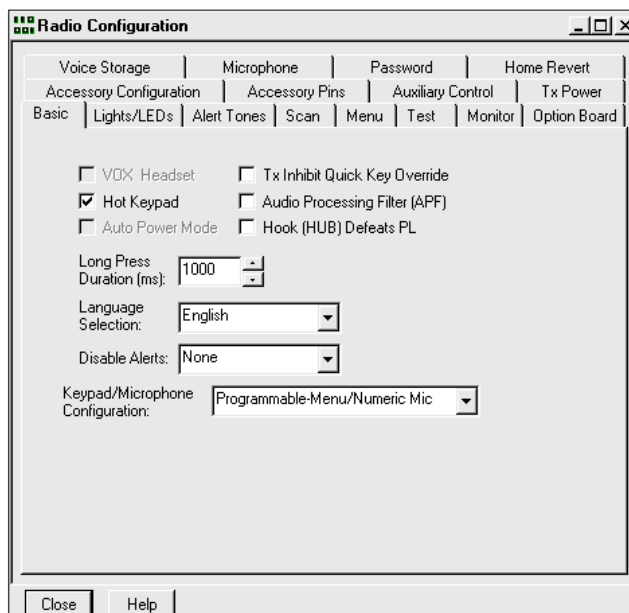 Radio Configuration
Voice Storage Microphone Password Home Revert
Accessory Configuration Accessory Pins Auxiliary Control Tx Power
Basic Lights/LEDs Alert Tones Scan Menu Test Monitor Option Board
VOX Headset Tx Inhibit Quick Key Override
Hot Keypad Audio Processing Filter (APF)
Auto Power Mode Hook (HUB) Defeats PL
Long Press
Duration (ms): 1000
Language
Selection: English
Disable Alerts: None
Keypad/Microphone
Configuration: Programmable-Menu/Numeric Mic
Close Help